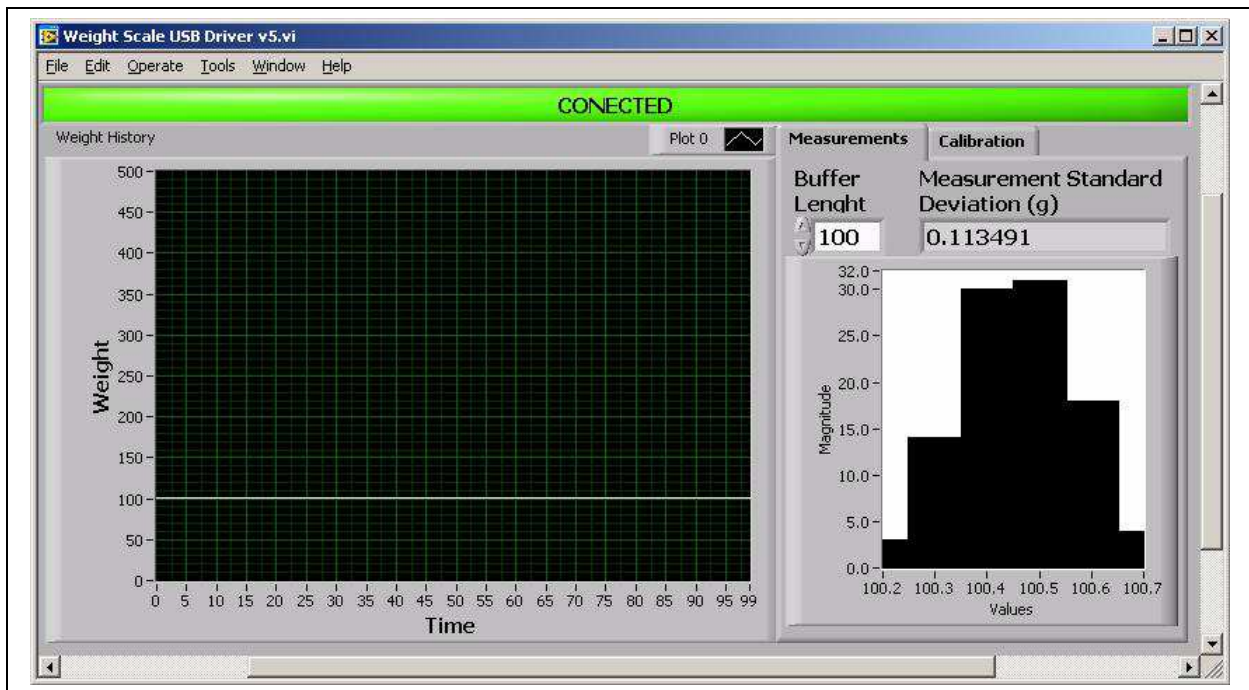 Weight Scale USB Driver v5.vi
File Edit Operate Tools Window Help
CONECTED
Weight History
Plot 0
500
450
400
350
300
250
200
150
100
50
0
Weight
0 5 10 15 20 25 30 35 40 45 50 55 60 65 70 75 80 85 90 95 99
Time
Measurements Calibration
Buffer
Lenght
100
Measurement Standard
Deviation (g)
0.113491
32.0
30.0
25.0
20.0
15.0
10.0
5.0
0.0
Magnitude
100.2 100.3 100.4 100.5 100.6 100.7
Values